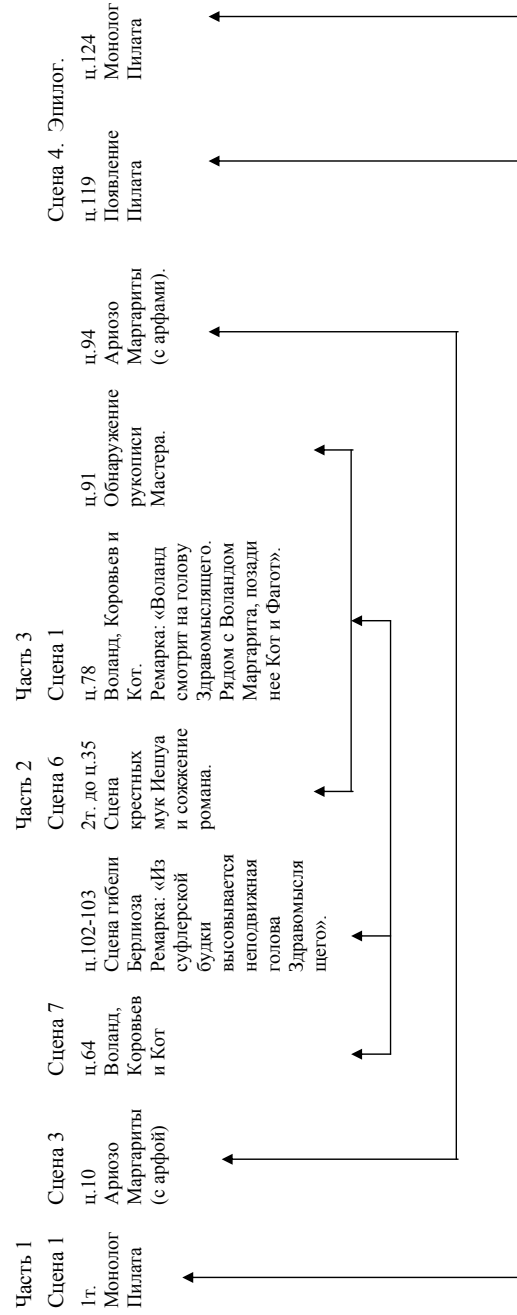 Часть 1
Сцена 1
1т.
Монолог
Пилата
Сцена 3
ц.10
Ариозо
Маргариты
(с арфой)
Сцена 7
ц.64
Воланд,
Коровьев
и Кот
ц.102-103
Сцена гибели
Берлиоза
Ремарка: «Из
суфлерской
будки
высовывается
неподвижная
голова
Здравомысля
щего».
Часть 2
Сцена 6
2т. до ц.35
Сцена
крестных
мук Иешуа
и сожжение
романа.
Часть 3
Сцена 1
ц.78
Воланд, Коровьев и
Кот.
Ремарка: «Воланд
смотрит на голову
Здравомыслящего.
Рядом с Воландом
Маргарита, позади
нее Кот и Фагот».
ц.91
Обнаружение
рукописи
Мастера.
ц.94
Ариозо
Маргариты
(с арфами).
Сцена 4. Эпилог.
ц.119
Появление
Пилата
ц.124
Монолог
Пилата